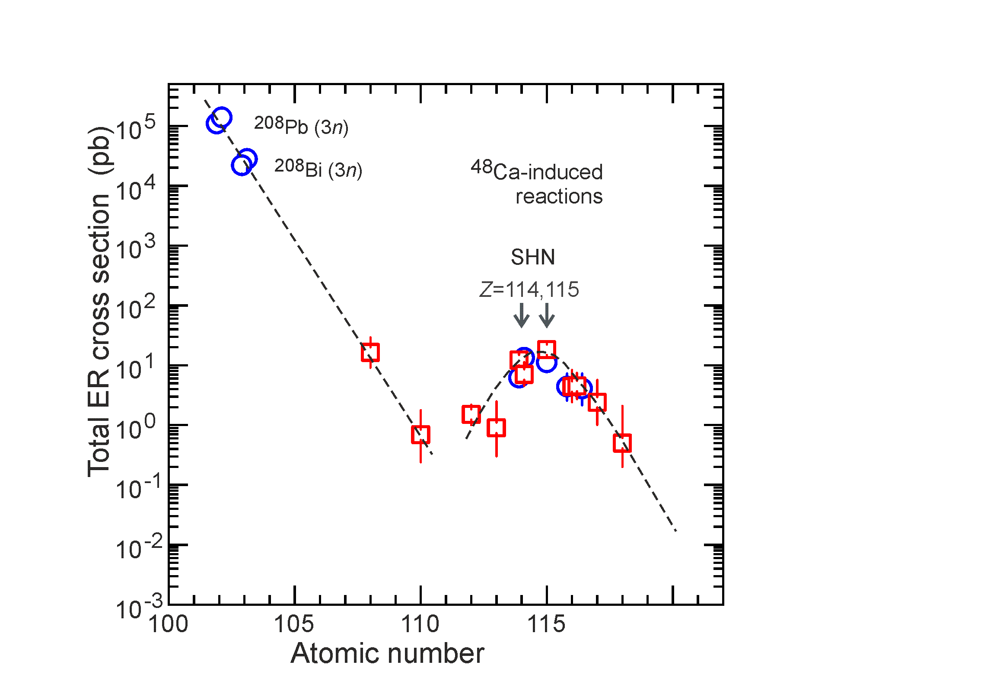 Total ER cross section (pb)
10^5
10^4
10^3
10^2
10^1
10^0
10^-1
10^-2
10^-3
208Pb (3n)
208Bi (3n)
48Ca-induced
reactions
SHN
Z=114,115
100 105 110 115
Atomic number